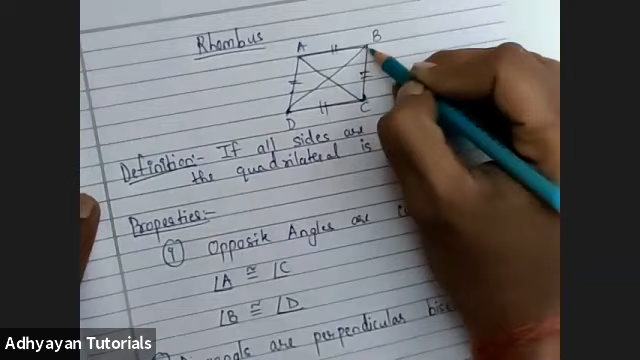 Rhombus
A
B
D
C
Definition:- If all sides are
the quadrilateral is
Properties:-
Opposite Angles are
∠A ≅ ∠C
∠B ≅ ∠D
are perpendicular
Adhyayan Tutorials